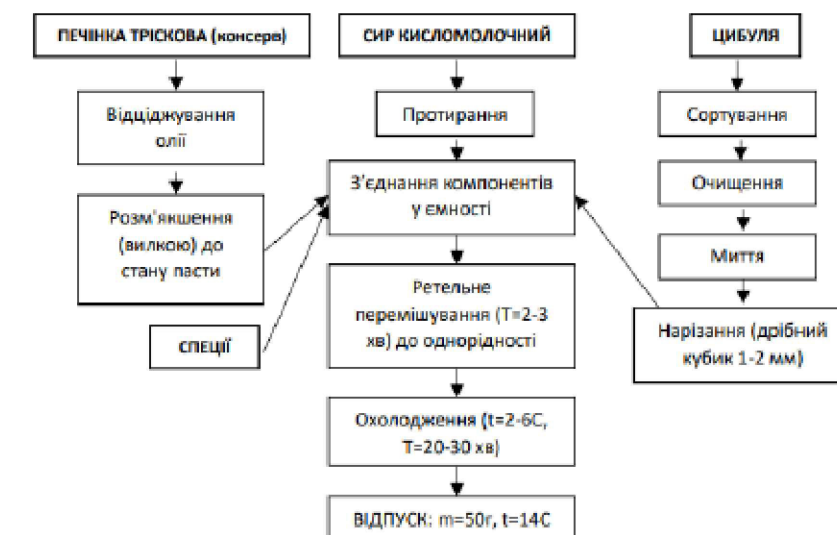 ПЕЧІНКА ТРІСКОВА (консерв)
Відціджування
олії
Розм'якшення
(вилкою) до
стану пасти
СПЕЦІЇ
СИР КИСЛОМОЛОЧНИЙ
Протирання
З'єднання компонентів
у ємності
Ретельне
перемішування (Т=2-3
хв) до однорідності
Охолодження (t=2-6С,
Т=20-30 хв)
ВІДПУСК: m=50г, t=14С
ЦИБУЛЯ
Сортування
Очищення
Миття
Нарізання (дрібний
кубик 1-2 мм)